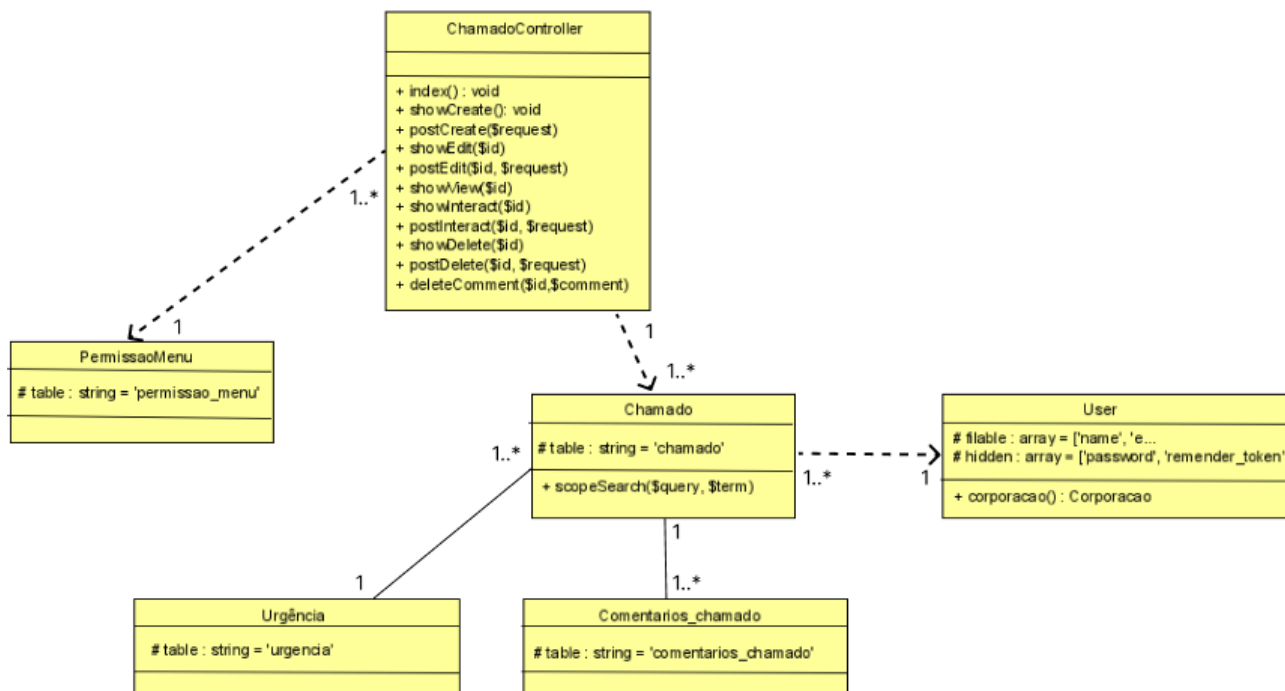 ChamadoController
+ index() : void
+ showCreate(): void
+ postCreate($request)
+ showEdit($id)
+ postEdit($id, $request)
+ showView($id)
+ showInteract($id)
+ postInteract($id, $request)
+ showDelete($id)
+ postDelete($id, $request)
+ deleteComment($id,$comment)
1..*
1
1
1..*
PermissaoMenu
# table : string = 'permissao_menu'
Chamado
# table : string = 'chamado'
+ scopeSearch($query, $term)
1..*
1
1..*
1
User
# filable : array = ['name', 'e...
# hidden : array = ['password', 'remender_token'
+ corporacao() : Corporacao
1
1..*
Urgência
# table : string = 'urgencia'
Comentarios_chamado
# table : string = 'comentarios_chamado'